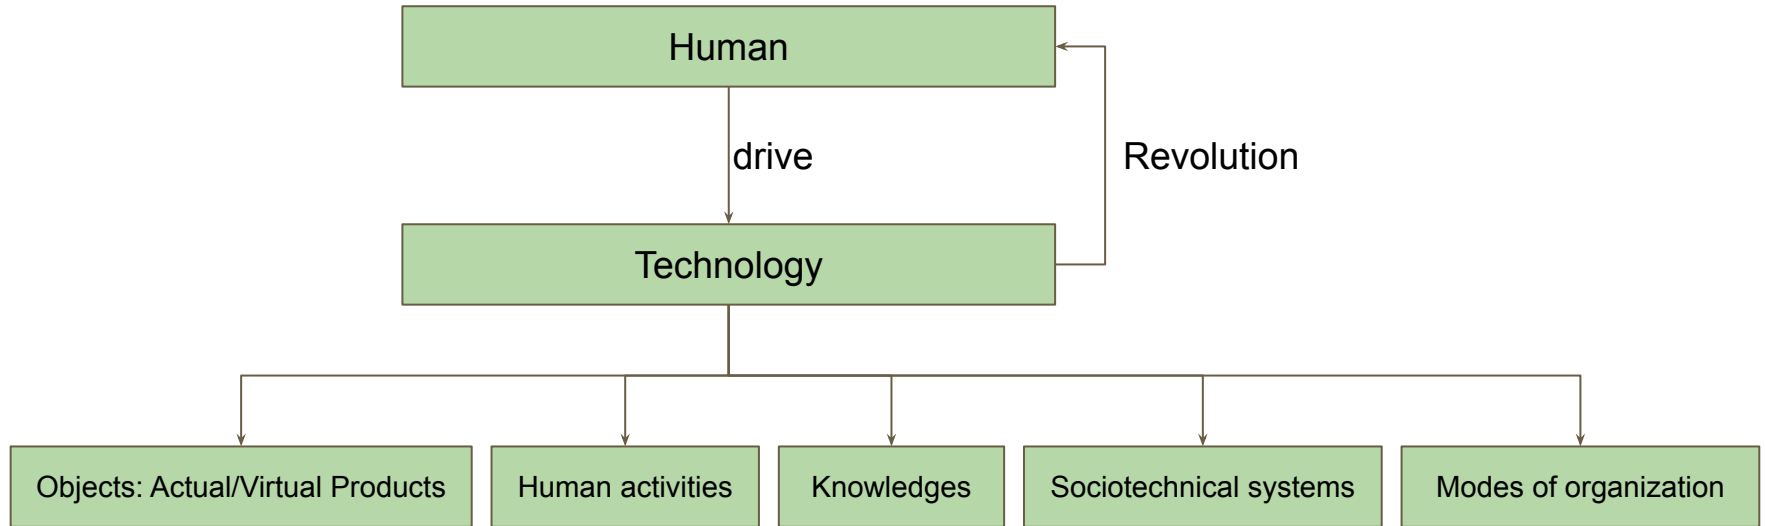 Human
drive
Revolution
Technology
Objects: Actual/Virtual Products
Human activities
Knowledges
Sociotechnical systems
Modes of organization